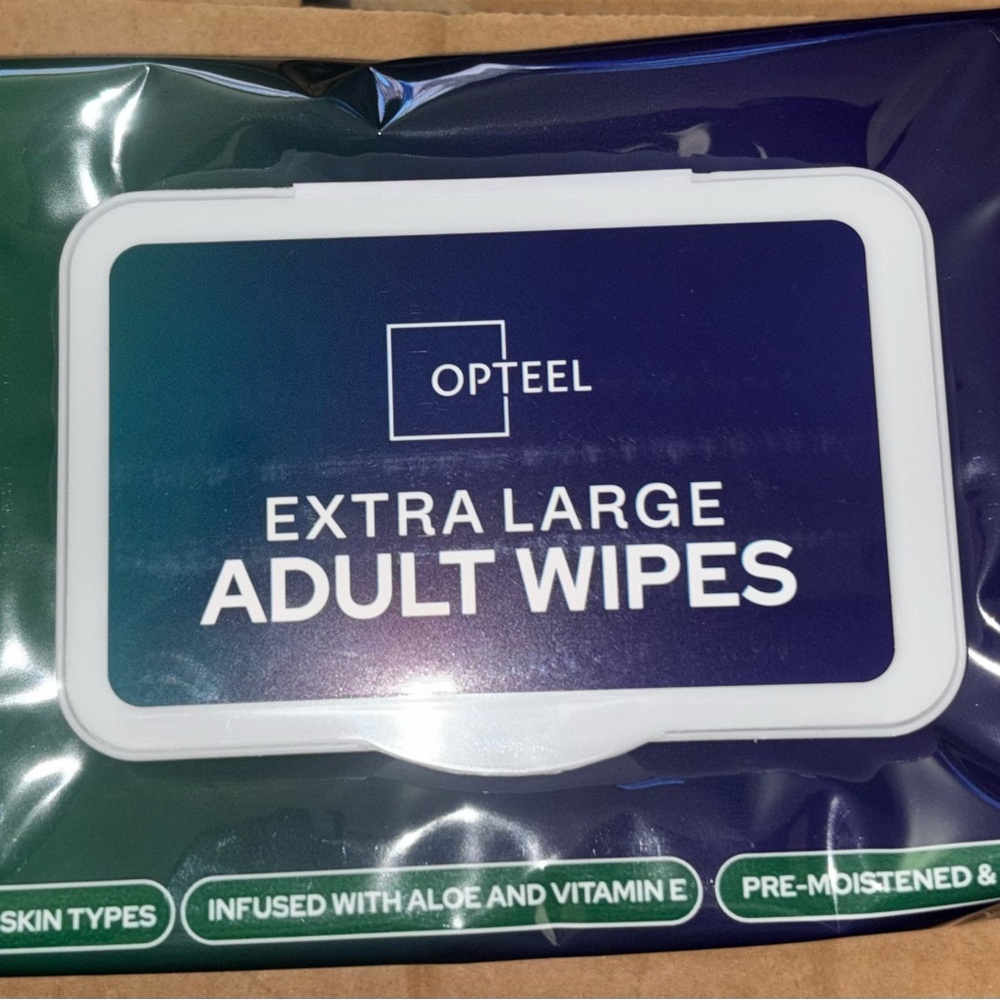 OPTEEL
EXTRA LARGE
ADULT WIPES
SKIN TYPES
INFUSED WITH ALOE AND VITAMIN E
PRE-MOISTENED &